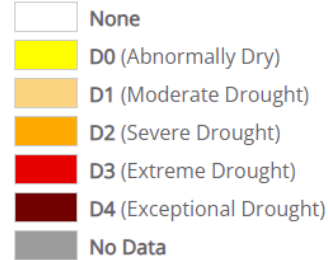 None
D0 (Abnormally Dry)
D1 (Moderate Drought)
D2 (Severe Drought)
D3 (Extreme Drought)
D4 (Exceptional Drought)
No Data